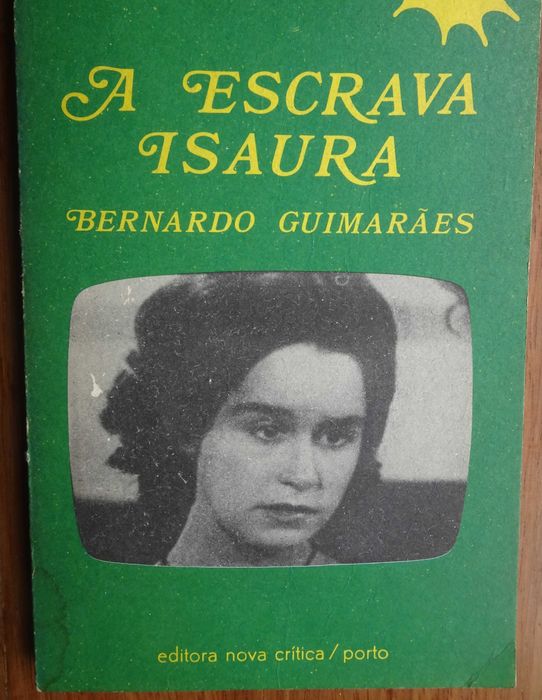 A ESCRAVA
ISAURA
BERNARDO GUIMARÃES
editora nova crítica / porto